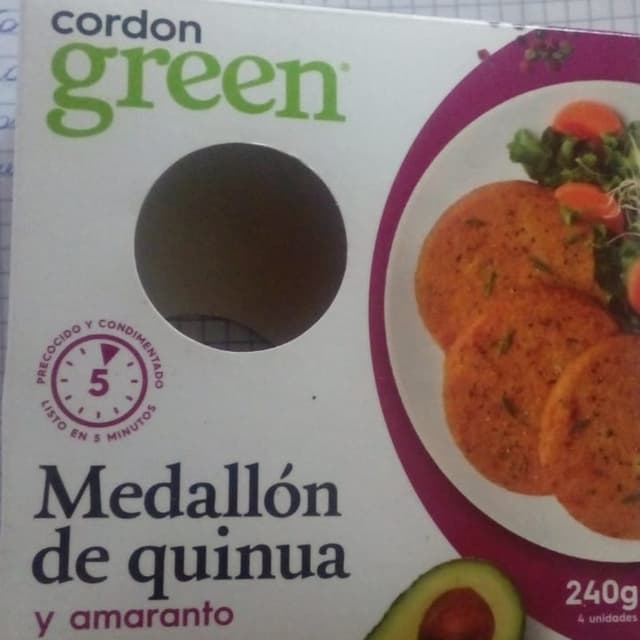 cordon
green®
PRECOCIDO Y CONDIMENTADO
5
LISTO EN 5 MINUTOS
Medallón
de quinua
y amaranto
240g
4 unidades